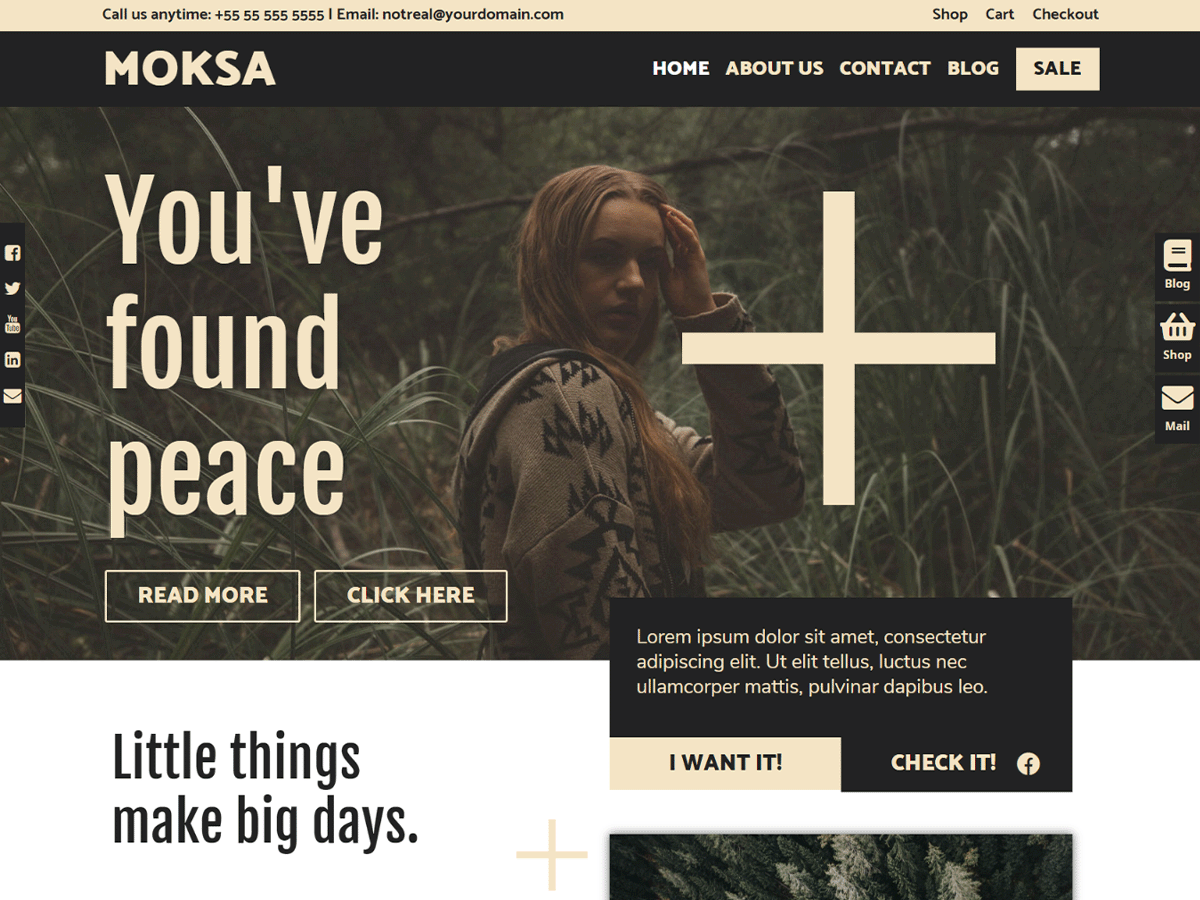 Call us anytime: +55 55 555 5555 | Email: notreal@yourdomain.com
Shop Cart Checkout
MOKSA
HOME ABOUT US CONTACT BLOG SALE
You've
found
peace
You
Tube
Blog
Shop
Mail
READ MORE CLICK HERE
Lorem ipsum dolor sit amet, consectetur
adipiscing elit. Ut elit tellus, luctus nec
ullamcorper mattis, pulvinar dapibus leo.
I WANT IT! CHECK IT!
Little things
make big days.